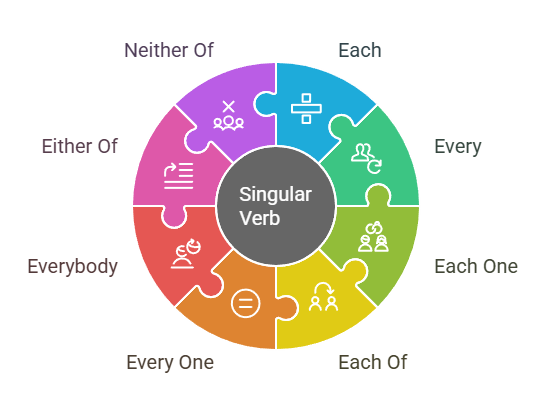 Neither Of
Each
Either Of
Every
Singular
Verb
Everybody
Each One
Every One
Each Of